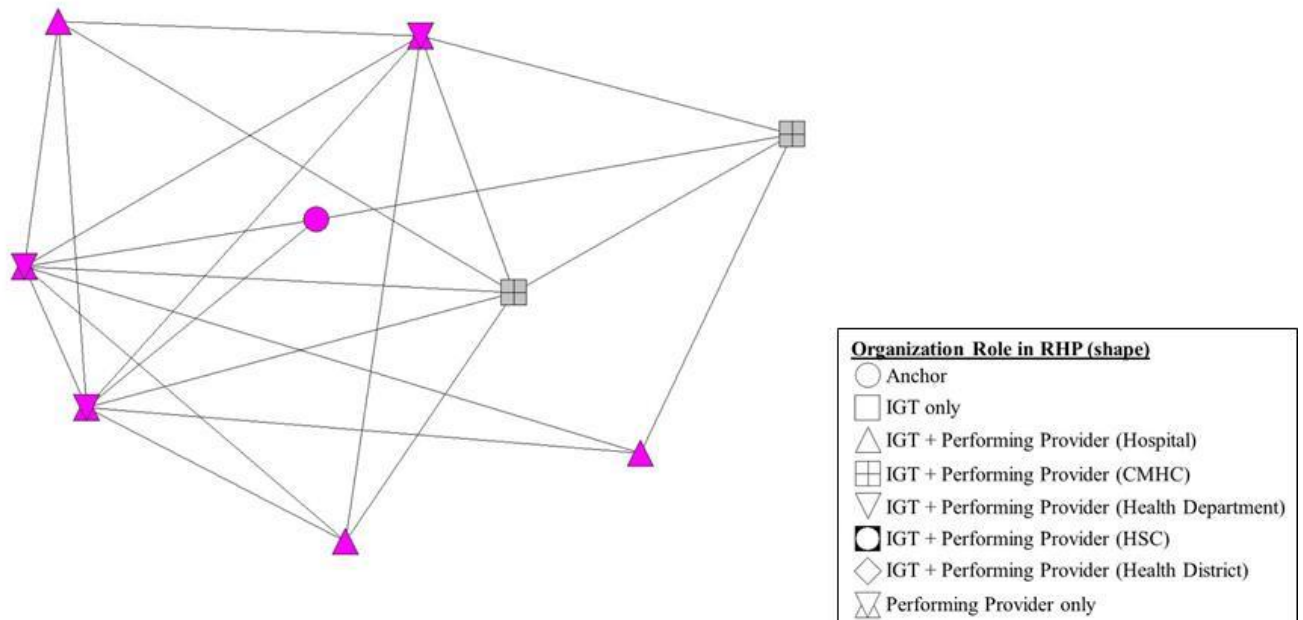 Organization Role in RHP (shape)
Anchor
IGT only
IGT + Performing Provider (Hospital)
IGT + Performing Provider (CMHC)
IGT + Performing Provider (Health Department)
IGT + Performing Provider (HSC)
IGT + Performing Provider (Health District)
Performing Provider only